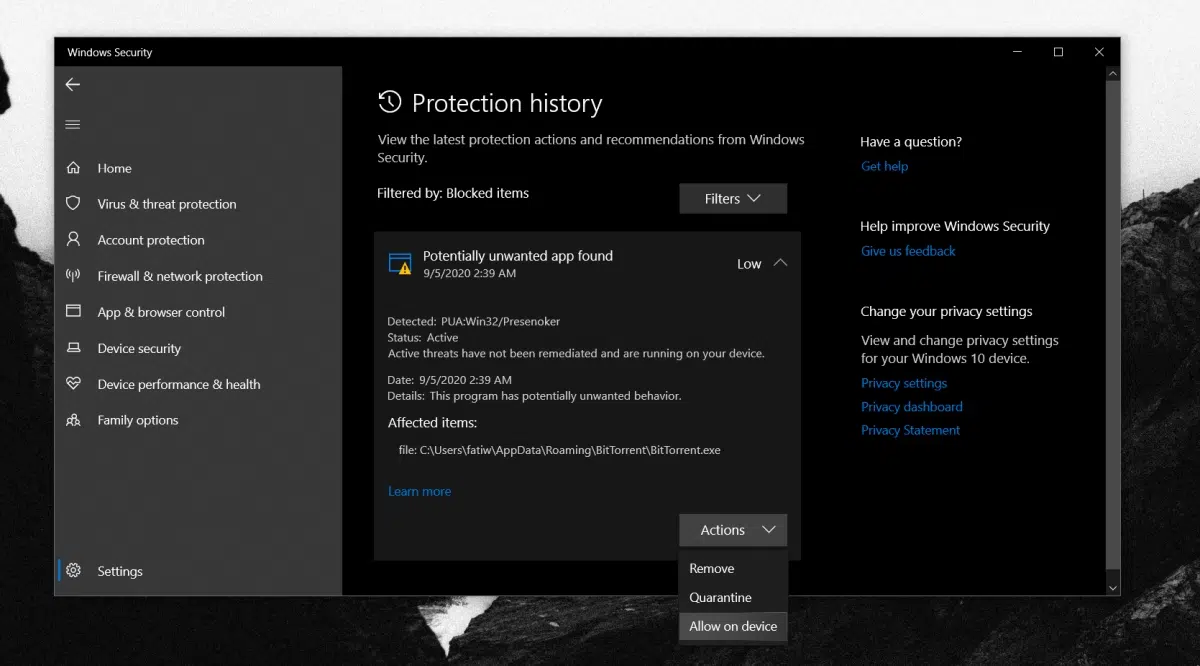 Windows Security
Home
Virus & threat protection
Account protection
Firewall & network protection
App & browser control
Device security
Device performance & health
Family options
Settings
Protection history
View the latest protection actions and recommendations from Windows
Security.
Filtered by: Blocked items
Filters
Potentially unwanted app found
9/5/2020 2:39 AM
Low
Detected: PUA:Win32/Presenoker
Status: Active
Active threats have not been remediated and are running on your device.
Date: 9/5/2020 2:39 AM
Details: This program has potentially unwanted behavior.
Affected items:
file: C:\Users\fatiw\AppData\Roaming\BitTorrent\BitTorrent.exe
Learn more
Actions
Remove
Quarantine
Allow on device
Have a question?
Get help
Help improve Windows Security
Give us feedback
Change your privacy settings
View and change privacy settings
for your Windows 10 device.
Privacy settings
Privacy dashboard
Privacy Statement